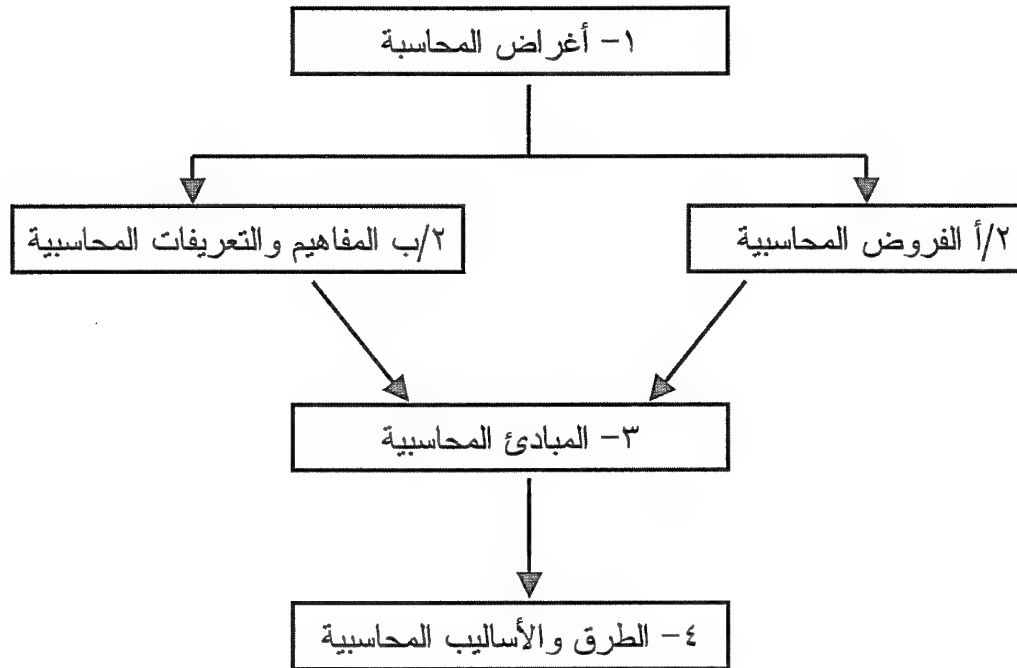 ١- أغراض المحاسبة
٢/أ الفروض المحاسبية
٢/ب المفاهيم والتعريفات المحاسبية
٣- المبادئ المحاسبية
٤- الطرق والأساليب المحاسبية